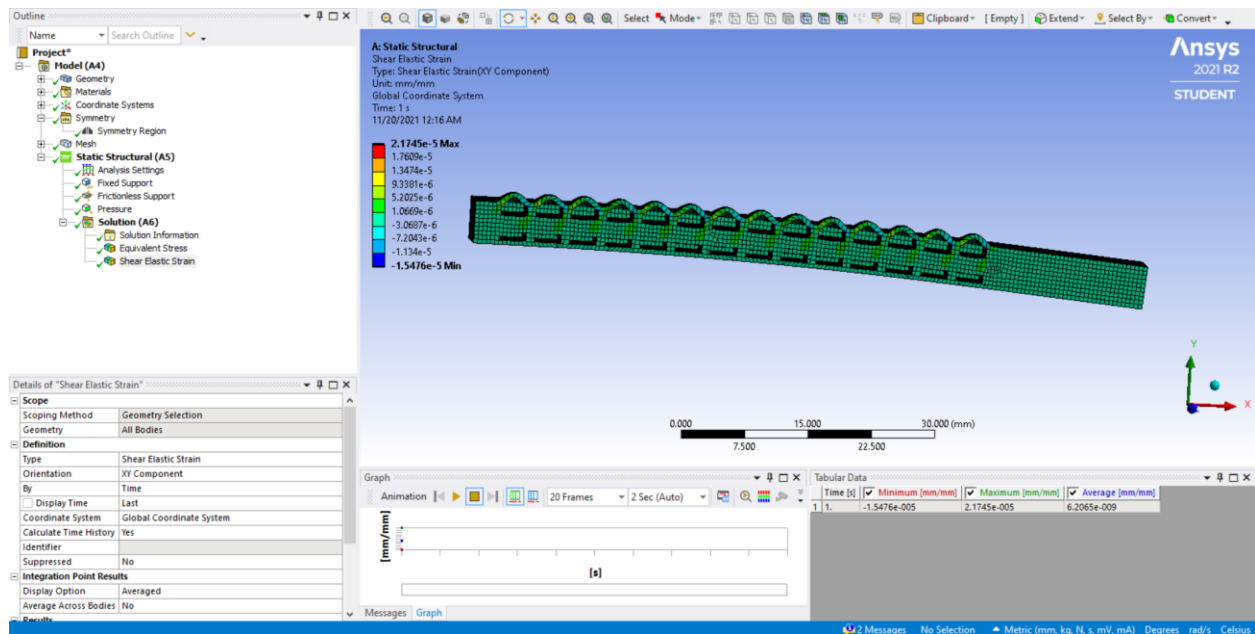 Outline
Name
Search Outline
Project*
Model (A4)
Geometry
Materials
Coordinate Systems
Symmetry
Symmetry Region
Mesh
Static Structural (A5)
Analysis Settings
Fixed Support
Frictionless Support
Pressure
Solution (A6)
Solution Information
Equivalent Stress
Shear Elastic Strain
Details of "Shear Elastic Strain"
Scope
Scoping Method Geometry Selection
Geometry All Bodies
Definition
Type Shear Elastic Strain
Orientation XY Component
By Time
Display Time Last
Coordinate System Global Coordinate System
Calculate Time History Yes
Identifier
Suppressed No
Integration Point Results
Display Option Averaged
Average Across Bodies No
Results
Select Mode Clipboard [ Empty ] Extend Select By Convert
A: Static Structural
Shear Elastic Strain
Type: Shear Elastic Strain(XY Component)
Unit: mm/mm
Global Coordinate System
Time: 1 s
11/20/2021 12:16 AM
2.1745e-5 Max
1.7609e-5
1.3474e-5
9.3381e-6
5.2025e-6
1.0669e-6
-3.0687e-6
-7.2043e-6
-1.134e-5
-1.5476e-5 Min
Ansys
2021 R2
STUDENT
Y
X
0.000 15.000 30.000 (mm)
7.500 22.500
Graph
Animation 20 Frames 2 Sec (Auto)
[mm/mm]
[s]
Messages Graph
Tabular Data
Time [s] Minimum [mm/mm] Maximum [mm/mm] Average [mm/mm]
1 1. -1.5476e-005 2.1745e-005 6.2065e-009
2 Messages No Selection Metric (mm, kg, N, s, mV, mA) Degrees rad/s Celsius